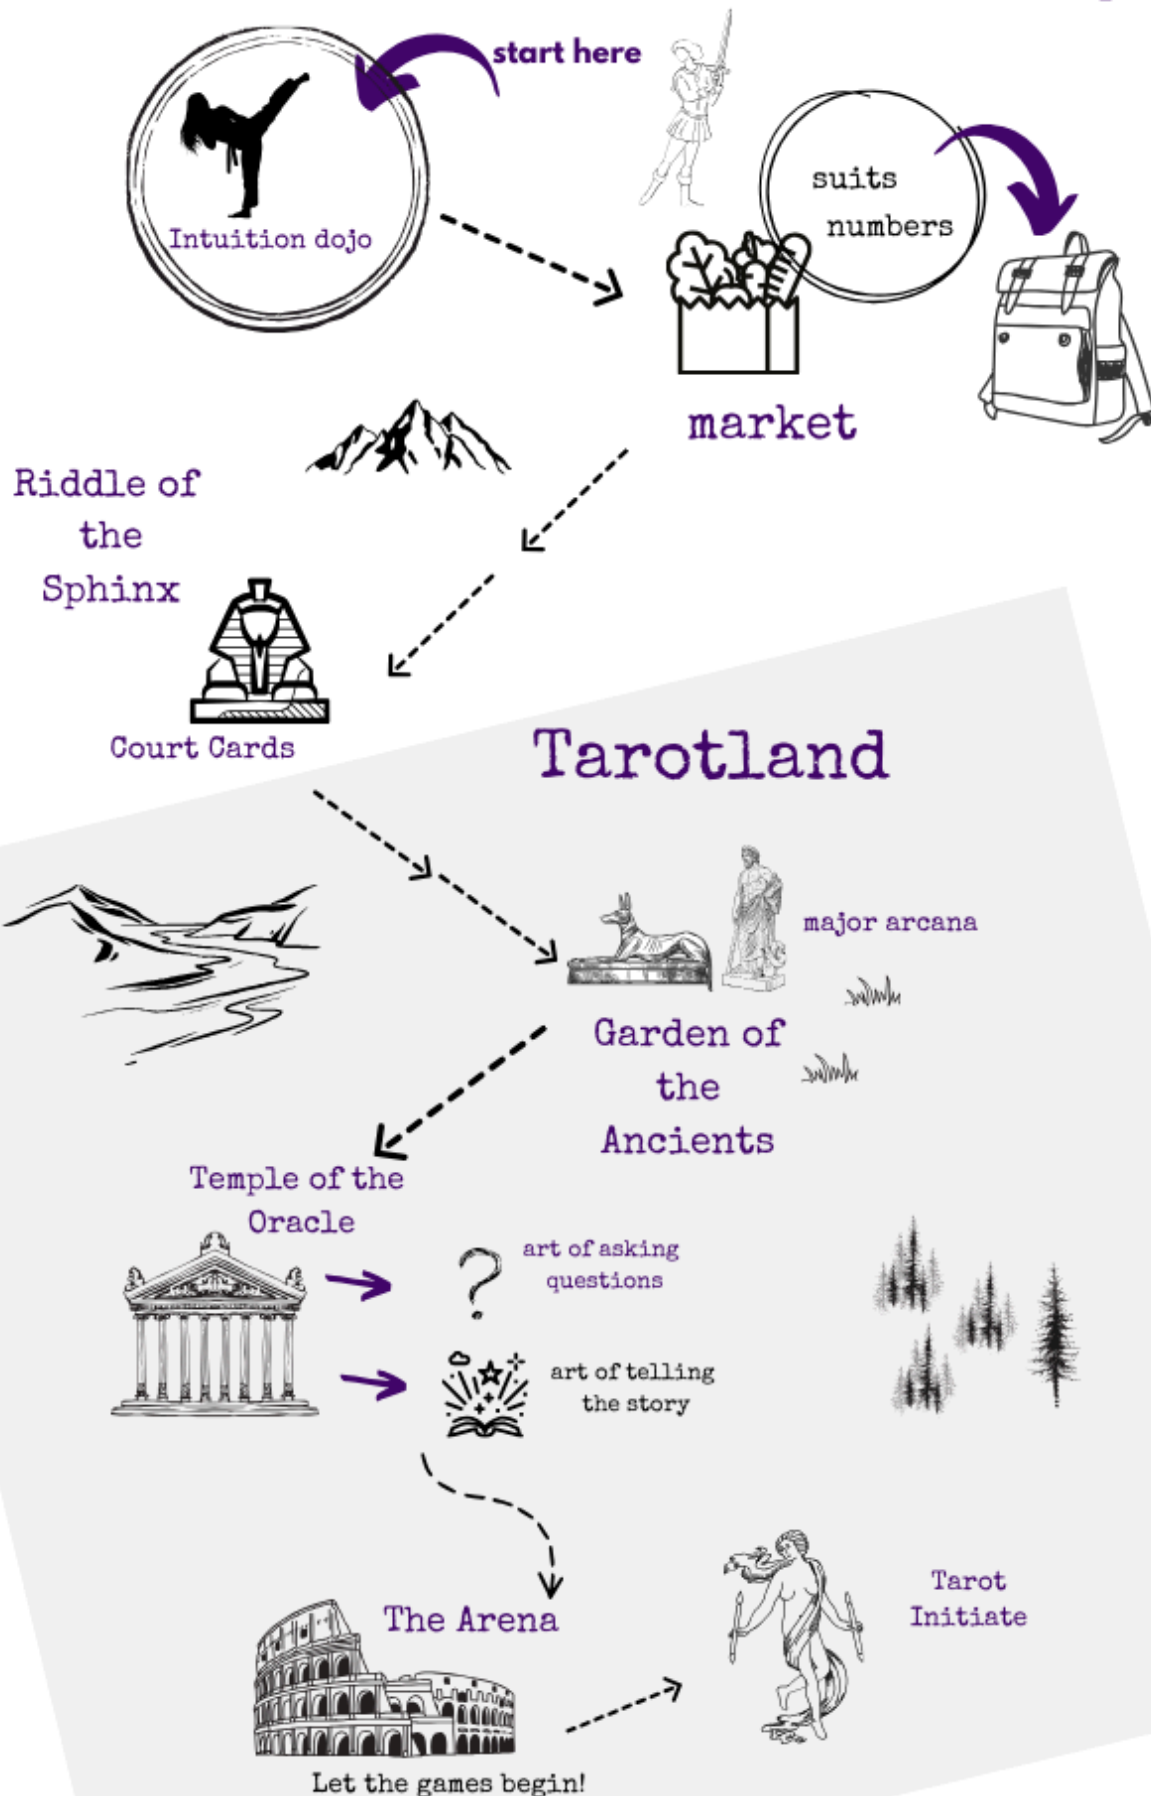 start here
Intuition dojo
suits
numbers
market
Riddle of
the
Sphinx
Court Cards
Tarotland
major arcana
Garden of
the
Ancients
Temple of the
Oracle
art of asking
questions
art of telling
the story
The Arena
Let the games begin!
Tarot
Initiate